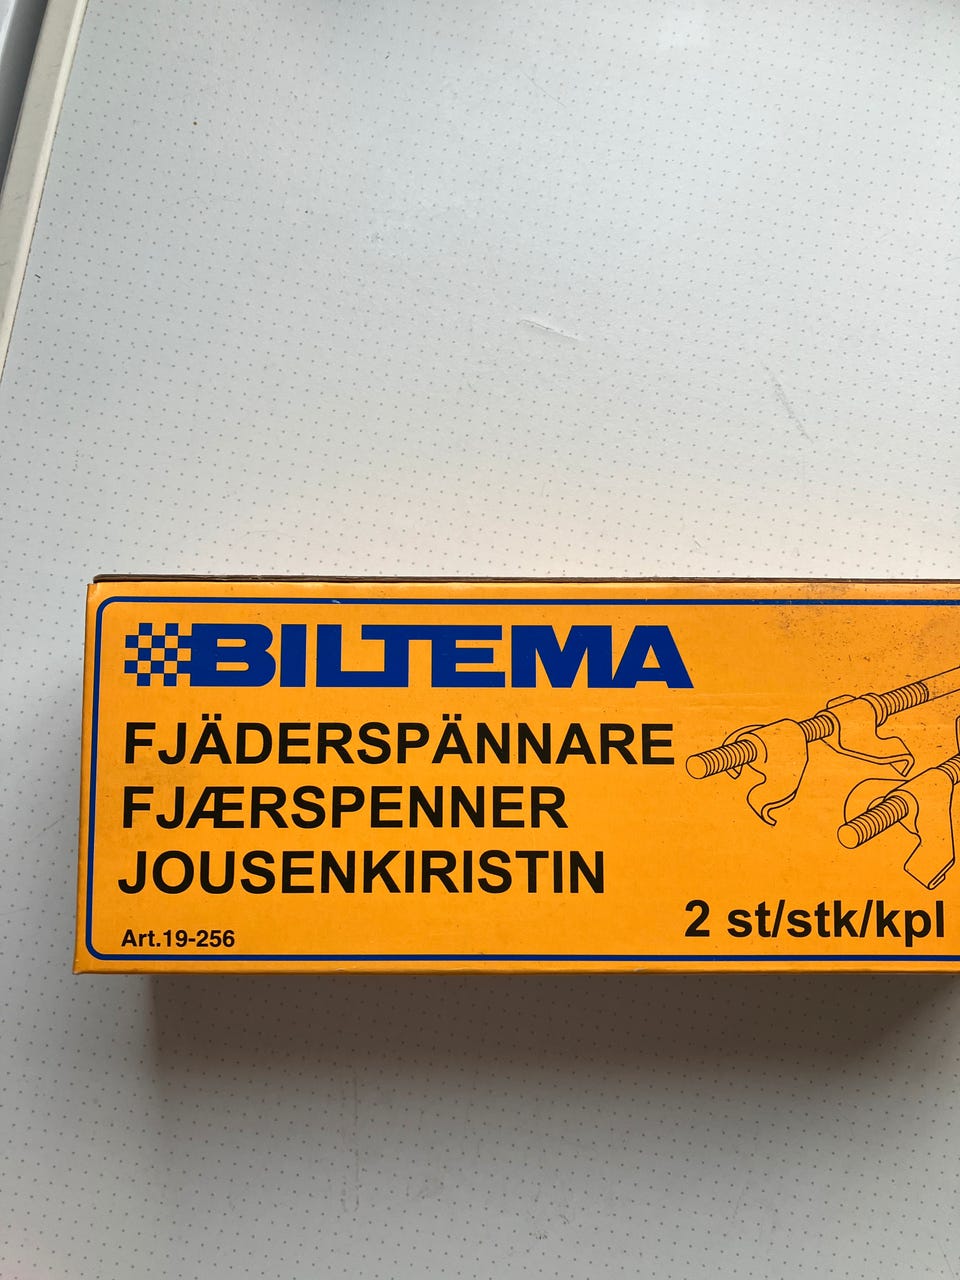 BILTEMA
FJÄDERSPÄNNARE
FJÆRSPENNER
JOUSENKIRISTIN
Art.19-256
2 st/stk/kpl